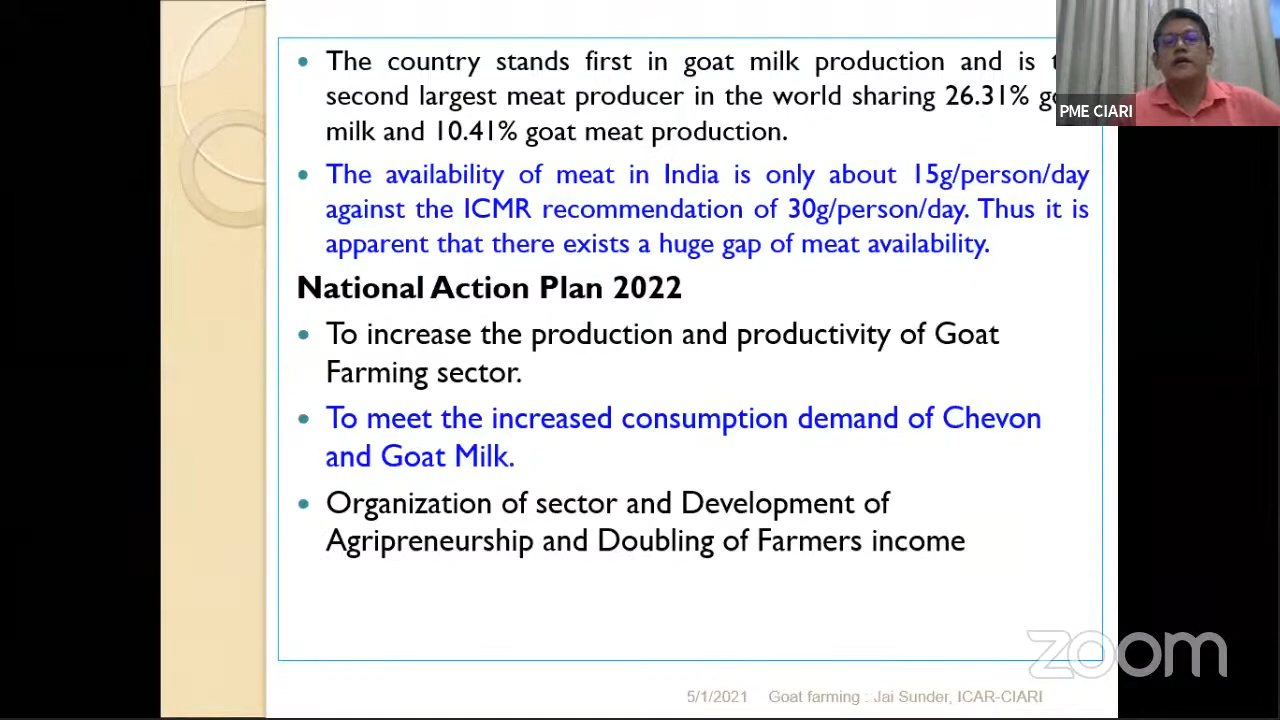 The country stands first in goat milk production and is
second largest meat producer in the world sharing 26.31%
milk and 10.41% goat meat production.
The availability of meat in India is only about 15g/person/day
against the ICMR recommendation of 30g/person/day. Thus it is
apparent that there exists a huge gap of meat availability.
National Action Plan 2022
To increase the production and productivity of Goat
Farming sector.
To meet the increased consumption demand of Chevon
and Goat Milk.
Organization of sector and Development of
Agripreneurship and Doubling of Farmers income
PME CIARI
zoom
5/1/2021 Goat farming : Jai Sunder, ICAR-CIARI